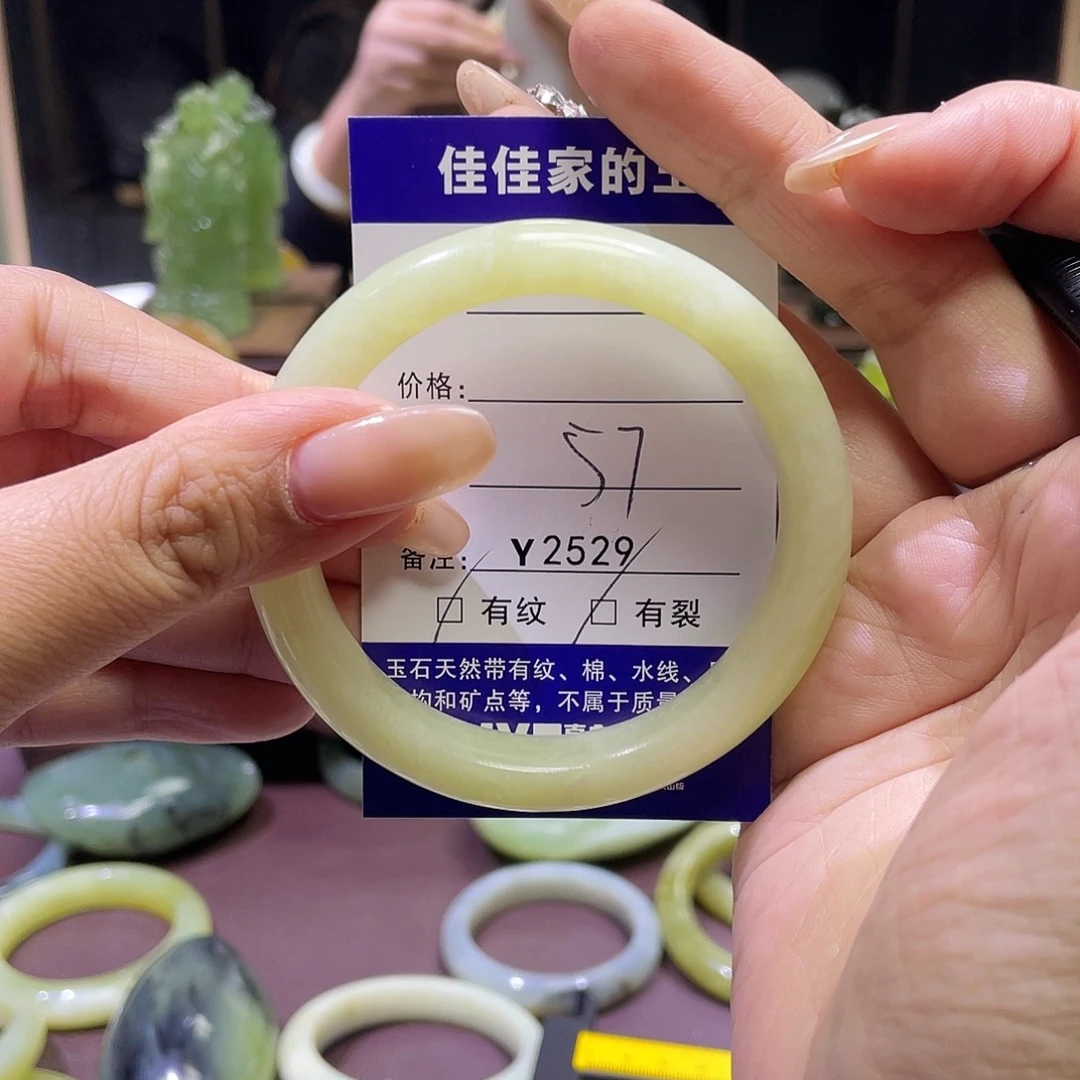 佳佳家的
价格:
57
备注: Y2529
□ 有纹 □ 有裂
玉石天然带有纹、棉、水线、
构和矿点等，不属于质量